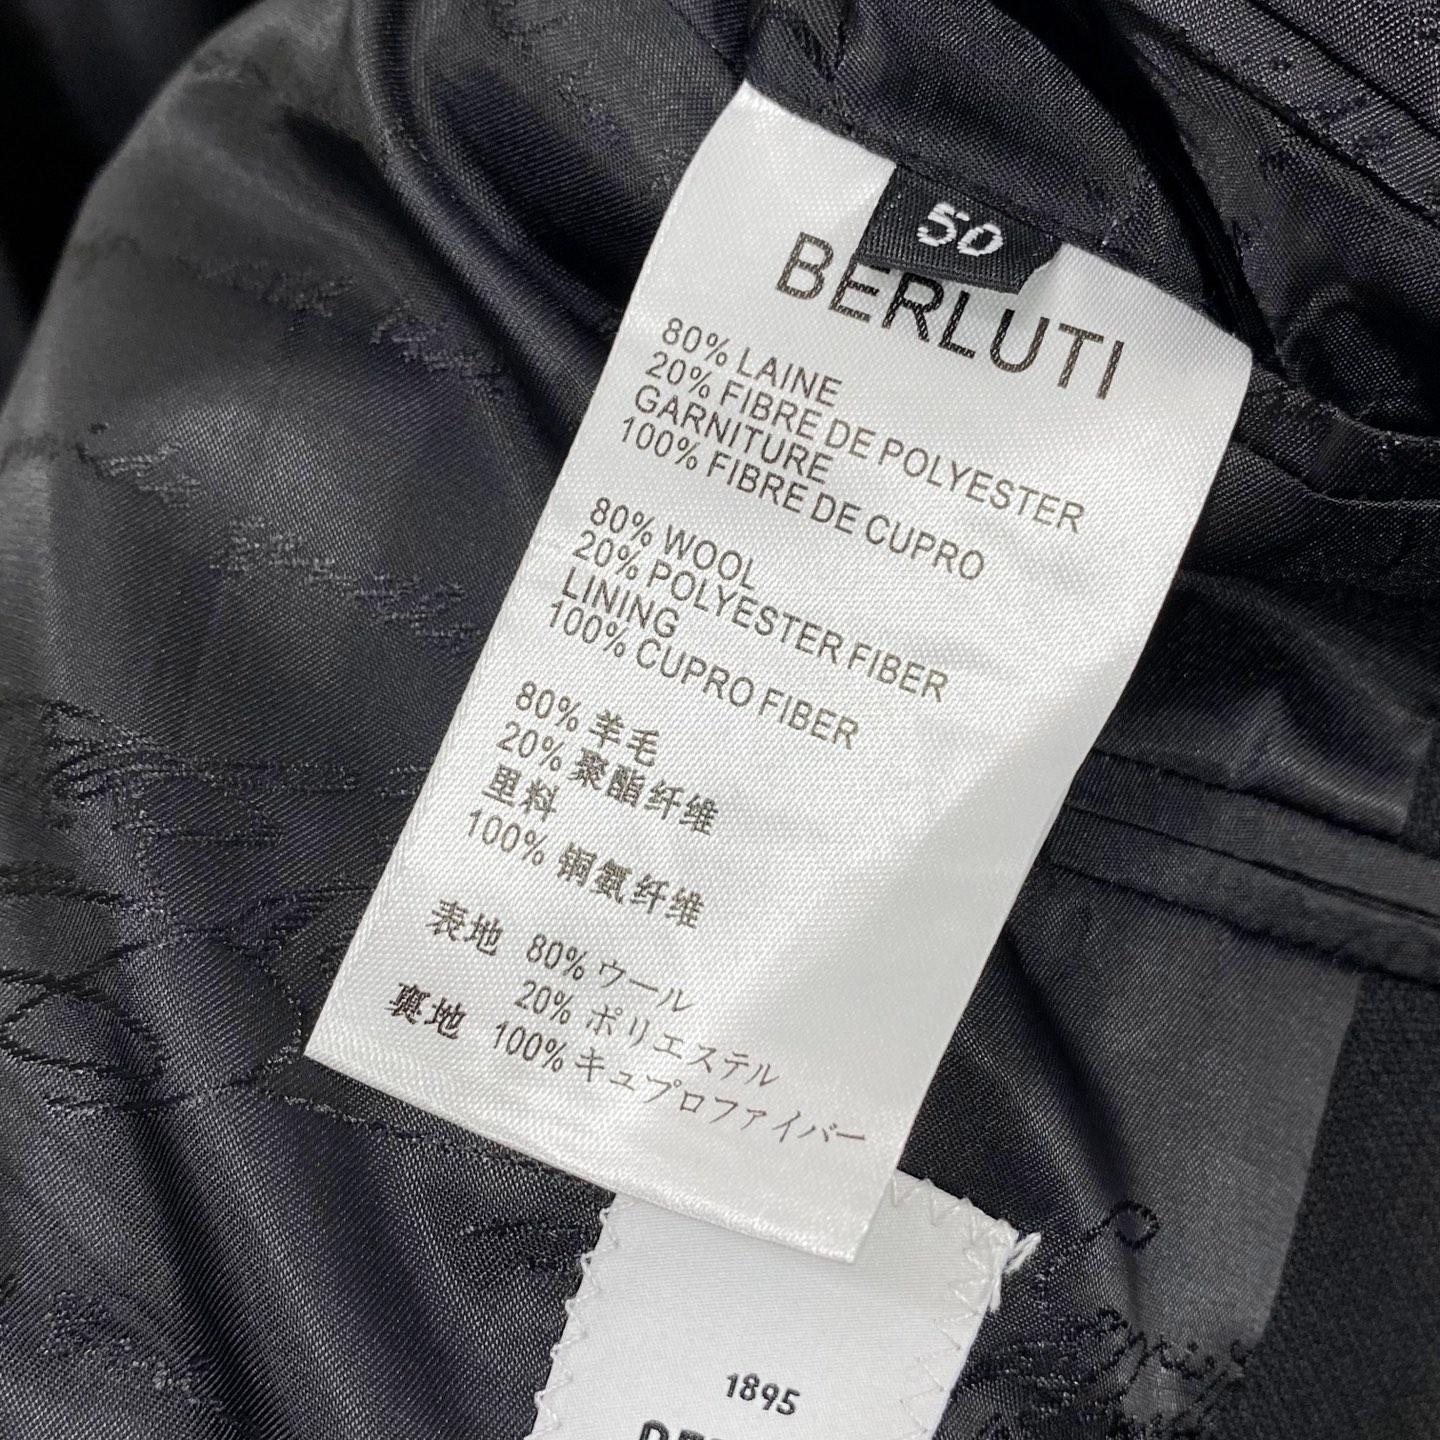 50
BERLUTI
80% LAINE
20% FIBRE DE POLYESTER
GARNITURE
100% FIBRE DE CUPRO
80% WOOL
20% POLYESTER FIBER
LINING
100% CUPRO FIBER
80% 羊毛
20% 聚酯纤维
里料
100% 铜氨纤维
表地 80% ウール
20% ポリエステル
裏地 100% キュプロファイバー
1895